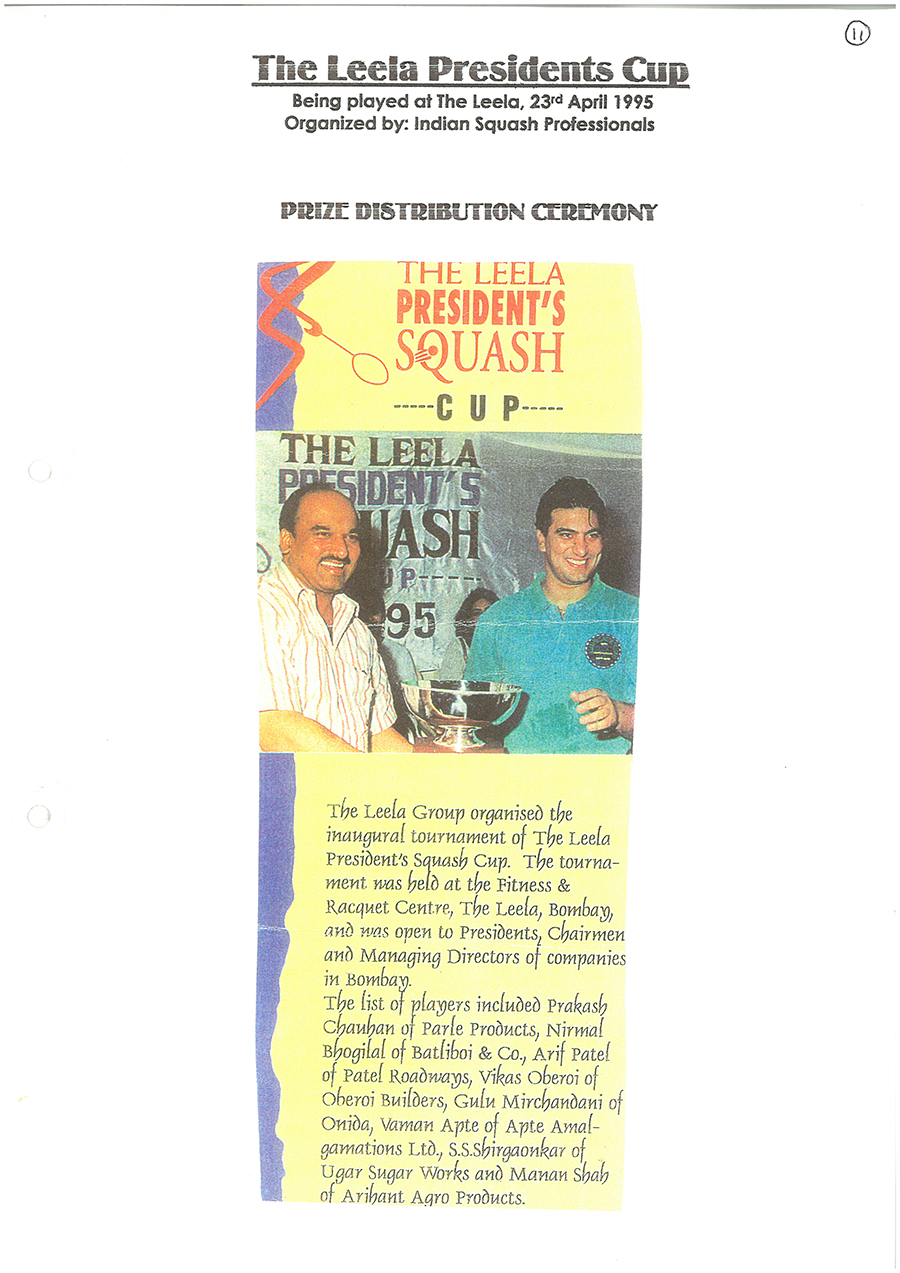 11
The Leela Presidents Cup
Being played at The Leela, 23rd April 1995
Organized by: Indian Squash Professionals
PRIZE DISTRIBUTION CEREMONY
THE LEELA
PRESIDENT'S
SQUASH
-----CUP-----
THE LEELA
PRESIDENT'S
UASH
UP------
95
The Leela Group organised the
inaugural tournament of The Leela
President's Squash Cup. The tourna-
ment was held at the Fitness &
Racquet Centre, The Leela, Bombay,
and was open to Presidents, Chairmen
and Managing Directors of companies
in Bombay.
The list of players included Prakash
Chauhan of Parle Products, Nirmal
Bhogilal of Batliboi & Co., Arif Patel
of Patel Roadways, Vikas Oberoi of
Oberoi Builders, Gulu Mirchandani of
Onida, Vaman Apte of Apte Amal-
gamations Ltd., S.S.Shirgaonkar of
Ugar Sugar Works and Manan Shah
of Arihant Agro Products.